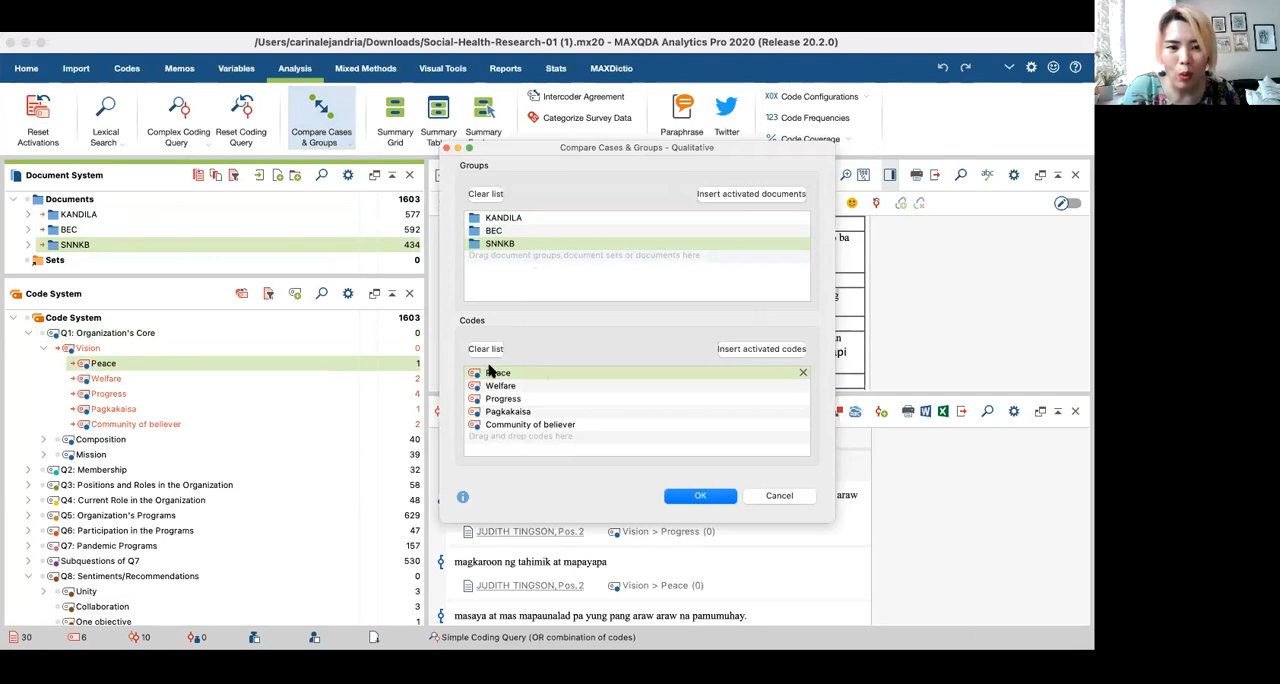 /Users/carinalejandria/Downloads/Social-Health-Research-01 (1).mx20 - MAXQDA Analytics Pro 2020 (Release 20.2.0)
Home Import Codes Memos Variables Analysis Mixed Methods Visual Tools Reports Stats MAXDictio
Reset Activations
Lexical Search
Complex Coding Query
Reset Coding Query
Compare Cases & Groups
Summary Grid
Summary
Summary
Intercoder Agreement
Categorize Survey Data
Paraphrase
Twitter
Code Configurations
123 Code Frequencies
Code Coverage
Document System
Documents 1603
KANDILA 577
BEC 592
SNNKB 434
Sets 0
Code System
Code System 1603
Q1: Organization's Core 0
Vision 0
Peace 1
Welfare 2
Progress 4
Pagkakaisa 1
Community of believer 2
Composition 40
Mission 39
Q2: Membership 32
Q3: Positions and Roles in the Organization 58
Q4: Current Role in the Organization 66
Q5: Organization's Programs 629
Q6: Participation in the Programs 47
Q7: Pandemic Programs 157
Subquestions of Q7 530
Q8: Sentiments/Recommendations 0
Unity 3
Collaboration 3
One objective
Compare Cases & Groups - Qualitative
Groups
Clear list Insert activated documents
KANDILA
BEC
SNNKB
Drag document groups,document sets or documents here
Codes
Clear list Insert activated codes
Welfare
Progress
Pagkakaisa
Community of believer
Drag and drop codes here
OK Cancel
ba
araw
JUDITH TINGSON, Pos. 2 Vision > Progress (0)
magkaroon ng tahimik at mapayapa
JUDITH TINGSON, Pos. 2 Vision > Peace (0)
masaya at mas mapaunalad pa yung pang araw araw na pamumuhay.
30 6 10 0
Simple Coding Query (OR combination of codes)